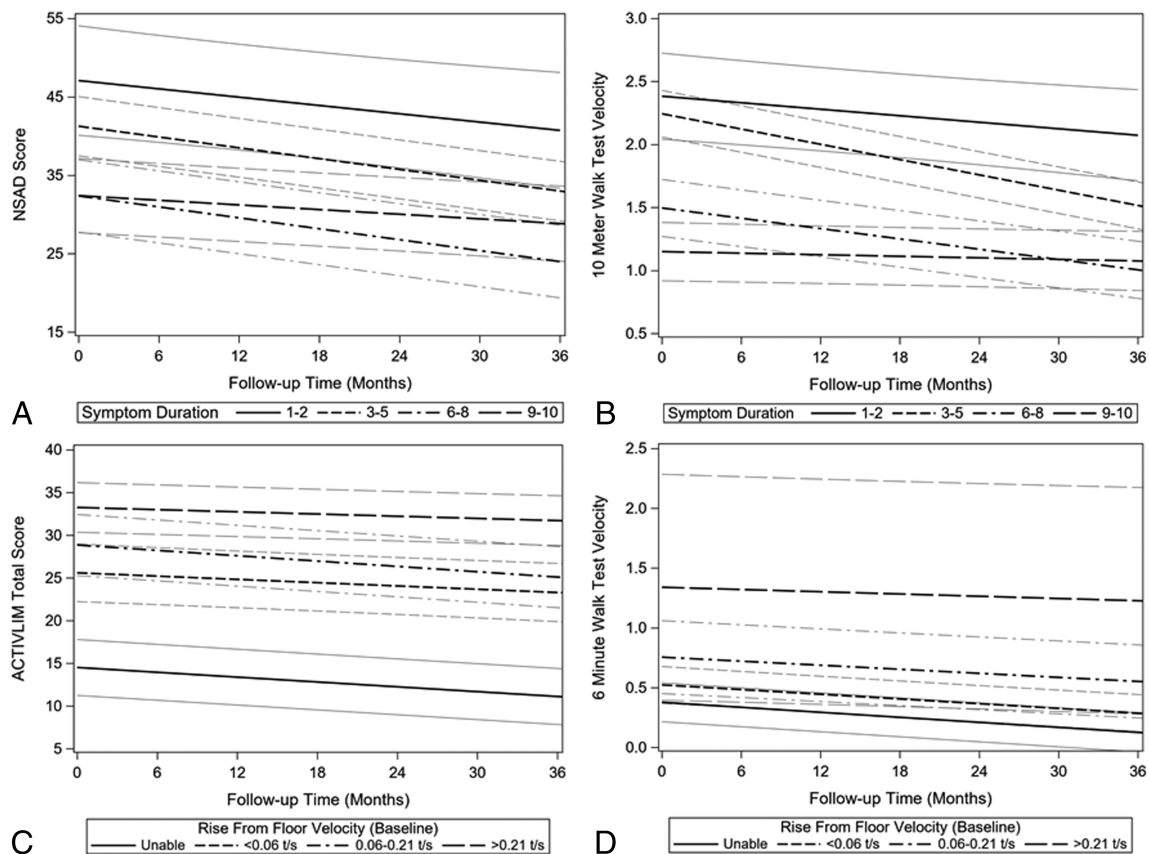 55
45
35
25
15
NSAD Score
0 6 12 18 24 30 36
Follow-up Time (Months)
A
Symptom Duration 1-2 3-5 6-8 9-10
3.0
2.5
2.0
1.5
1.0
0.5
10 Meter Walk Test Velocity
0 6 12 18 24 30 36
Follow-up Time (Months)
B
Symptom Duration 1-2 3-5 6-8 9-10
40
35
30
25
20
15
10
5
ACTIVLIM Total Score
0 6 12 18 24 30 36
Follow-up Time (Months)
C
Rise From Floor Velocity (Baseline)
Unable <0.06 t/s 0.06-0.21 t/s >0.21 t/s
2.5
2.0
1.5
1.0
0.5
0.0
6 Minute Walk Test Velocity
0 6 12 18 24 30 36
Follow-up Time (Months)
D
Rise From Floor Velocity (Baseline)
Unable <0.06 t/s 0.06-0.21 t/s >0.21 t/s